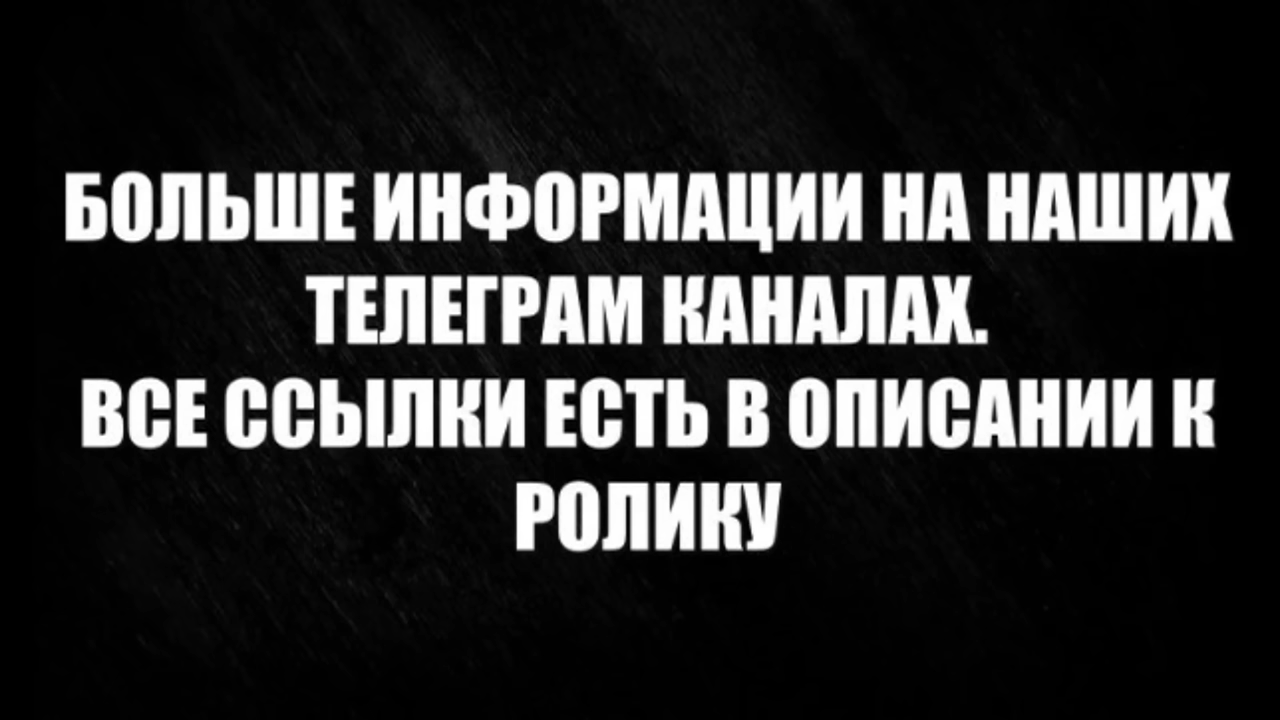 БОЛЬШЕ ИНФОРМАЦИИ НА НАШИХ
ТЕЛЕГРАМ КАНАЛАХ.
ВСЕ ССЫЛКИ ЕСТЬ В ОПИСАНИИ К
РОЛИКУ